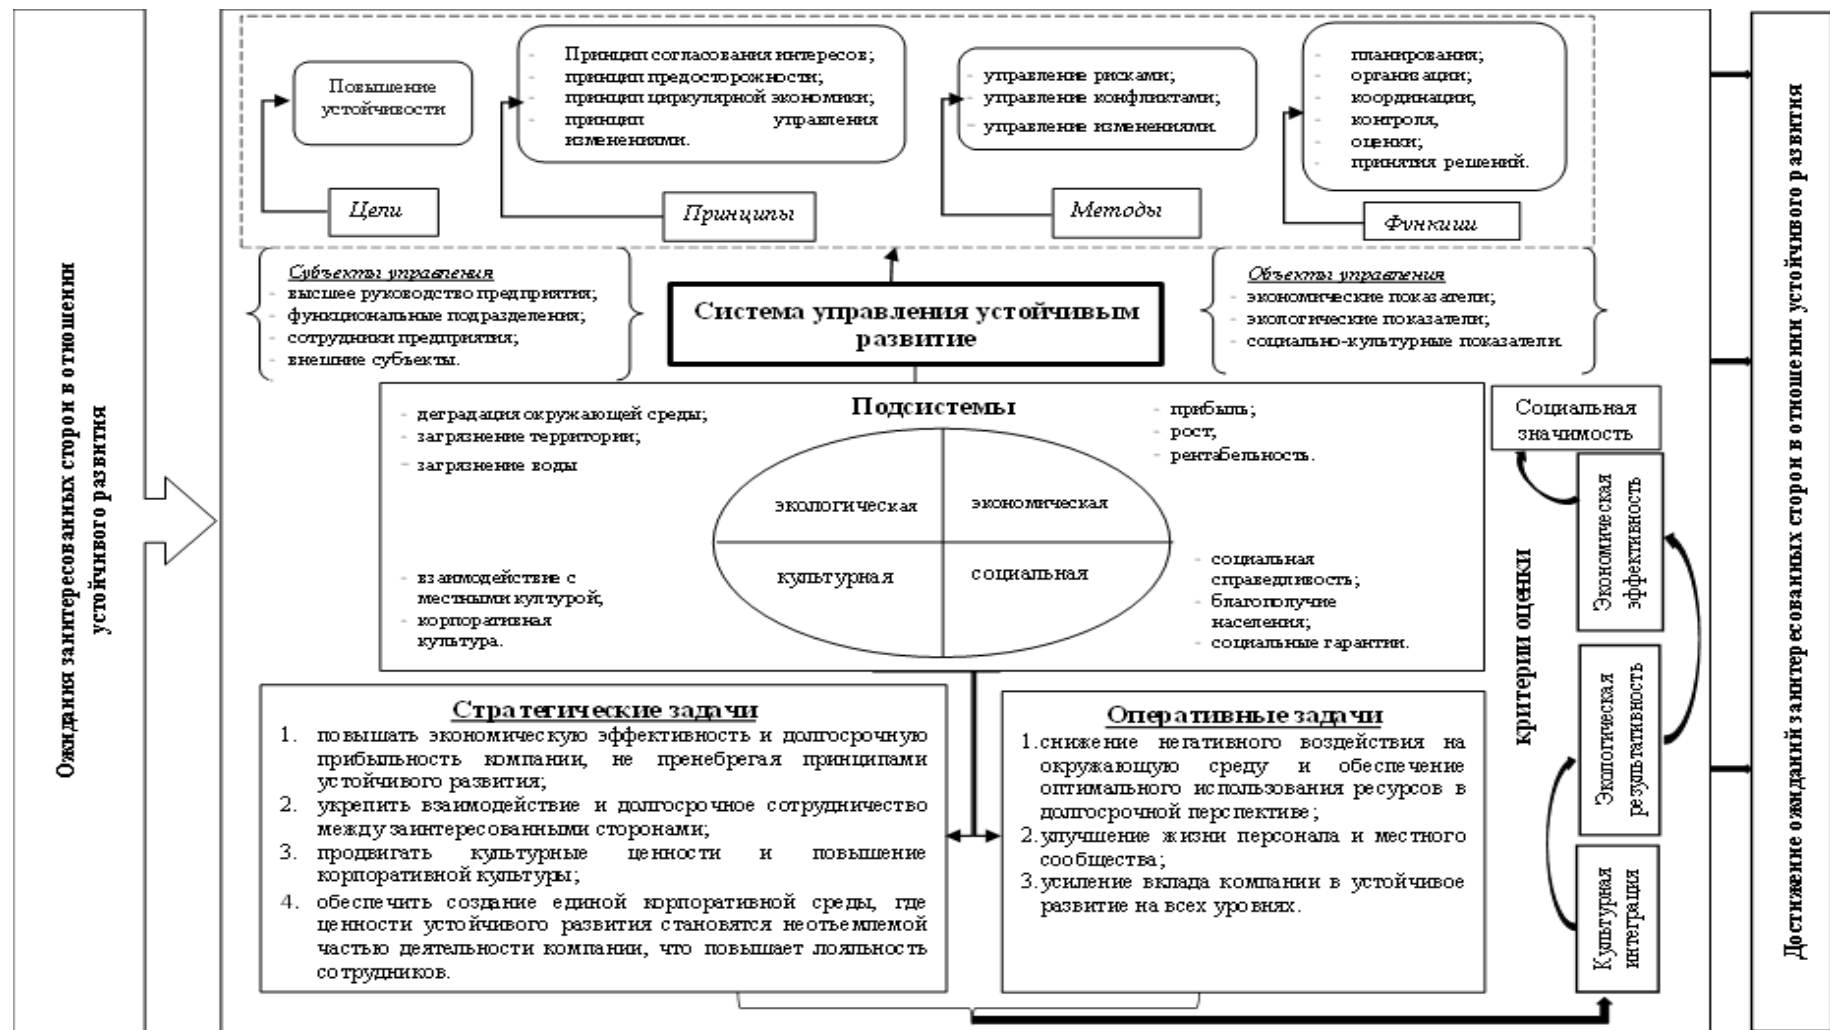 Ожидания заинтересованных сторон в отношении
устойчивого развития
Повышение
устойчивости
Цели
- Принцип согласования интересов;
- принцип предосторожности;
- принцип циркулярной экономики;
- принцип управления
изменениями.
Принципы
- управление рисками;
- управление конфликтами;
- управление изменениями.
Методы
- планирования;
- организации;
- координации,
- контроля,
- оценки;
- принятия решений.
Функции
Субъекты управления
- высшее руководство предприятия;
- функциональные подразделения;
- сотрудники предприятия;
- внешние субъекты.
Система управления устойчивым
развитие
Объекты управления
- экономические показатели;
- экологические показатели;
- социально-культурные показатели.
Подсистемы
- деградация окружающей среды;
- загрязнение территории;
- загрязнение воды
- прибыль;
- рост,
- рентабельность.
экологическая
экономическая
культурная
социальная
- взаимодействие с
местными културой,
- корпоративная
культура.
- социальная
справедливость;
- благополучие
населения;
- социальные гарантии.
Стратегические задачи
1. повышать экономическую эффективность и долгосрочную
прибыльность компании, не пренебрегая принципами
устойчивого развития;
2. укрепить взаимодействие и долгосрочное сотрудничество
между заинтересованными сторонами;
3. продвигать культурные ценности и повышение
корпоративной культуры;
4. обеспечить создание единой корпоративной среды, где
ценности устойчивого развития становятся неотъемлемой
частью деятельности компании, что повышает лояльность
сотрудников.
Оперативные задачи
1. снижение негативного воздействия на
окружающую среду и обеспечение
оптимального использования ресурсов в
долгосрочной перспективе;
2. улучшение жизни персонала и местного
сообщества;
3. усиление вклада компании в устойчивое
развитие на всех уровнях.
критерии оценки
Социальная
значимость
Экономическая
эффективность
Экологическая
результативность
Культурная
интеграция
Достижение ожиданий заинтересованных сторон в отношении устойчивого развития